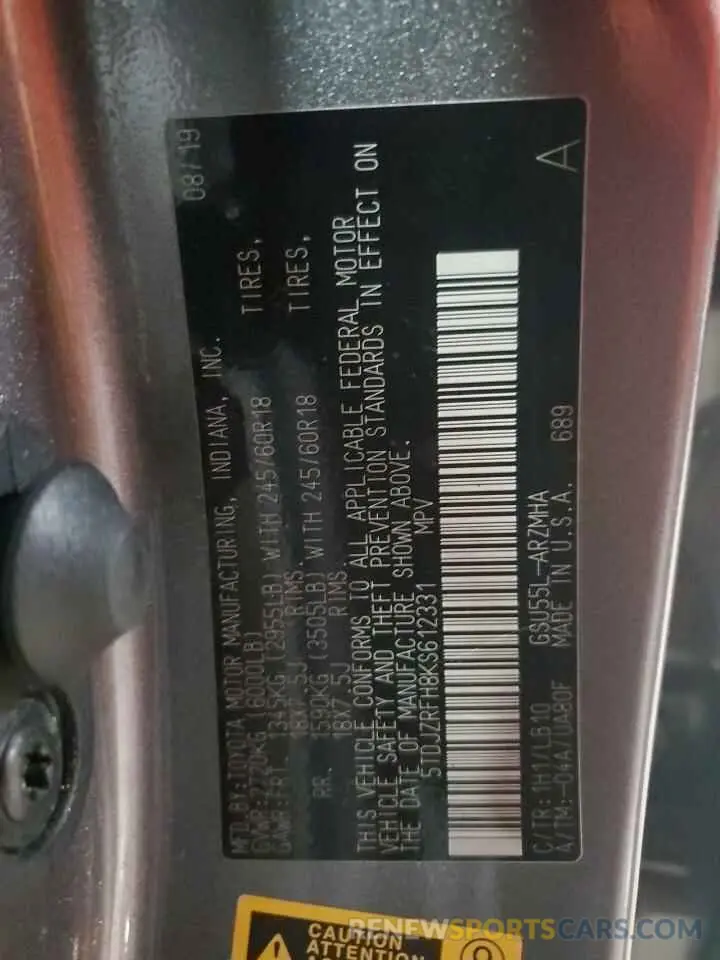 08/19
MFD.BY:TOYOTA MOTOR MANUFACTURING, INDIANA, INC.
GVWR:2720KG(6000LB)
GAWR:FRT. 1345KG (2955LB) WITH 245/60R18 TIRES,
18X7.5J RIMS
RR. 1590KG (3505LB) WITH 245/60R18 TIRES,
18X7.5J RIMS
THIS VEHICLE CONFORMS TO ALL APPLICABLE FEDERAL MOTOR
VEHICLE SAFETY AND THEFT PREVENTION STANDARDS IN EFFECT ON
THE DATE OF MANUFACTURE SHOWN ABOVE.
5TDJZRFH8KS612331 MPV
C/TR:1H1/LB10 GSU55L-ARZMHA
A/TM:-04A/UA80F MADE IN U.S.A. 689
A
CAUTION
ATTENTION
RENEWSPORTSCARS.COM